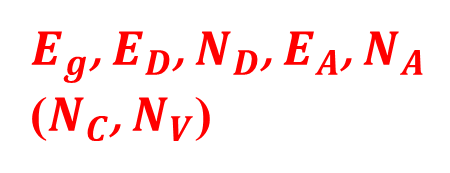 E_g, E_D, N_D, E_A, N_A
(N_C, N_V)